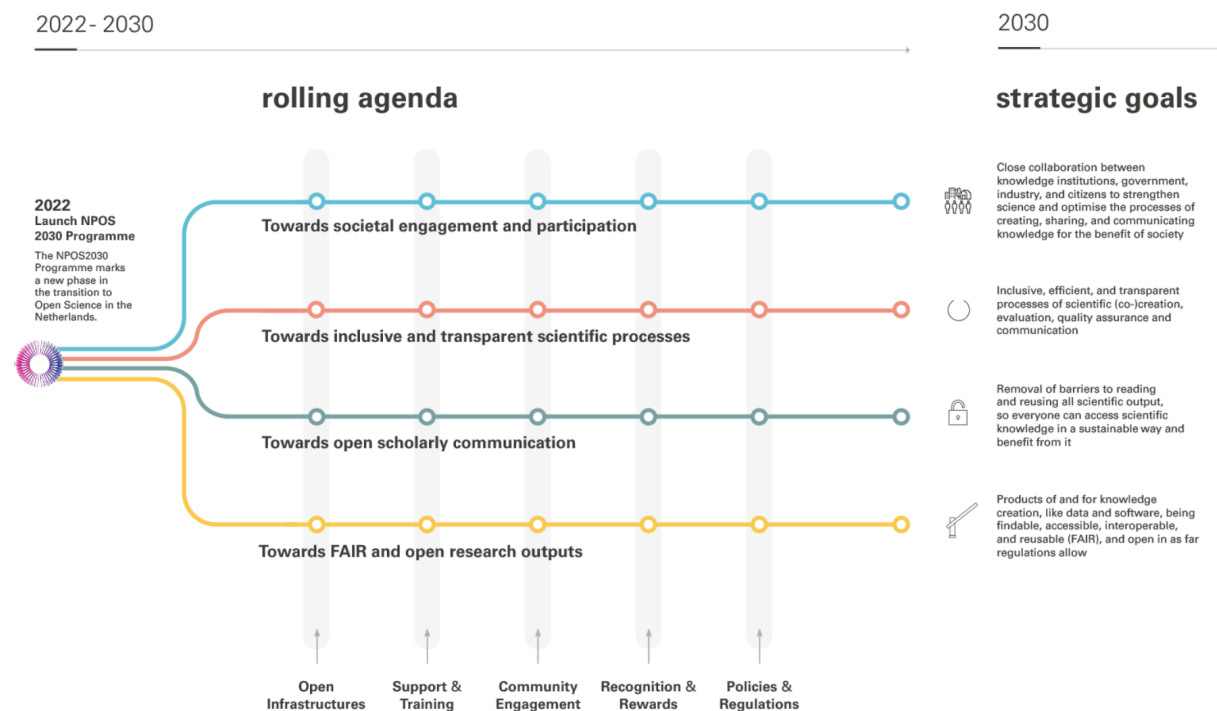 2022 - 2030
2030
rolling agenda
strategic goals
2022
Launch NPOS
2030 Programme
The NPOS2030
Programme marks
a new phase in
the transition to
Open Science in the
Netherlands.
Towards societal engagement and participation
Close collaboration between
knowledge institutions, government,
industry, and citizens to strengthen
science and optimise the processes of
creating, sharing, and communicating
knowledge for the benefit of society
Towards inclusive and transparent scientific processes
Inclusive, efficient, and transparent
processes of scientific (co-)creation,
evaluation, quality assurance and
communication
Towards open scholarly communication
Removal of barriers to reading
and reusing all scientific output,
so everyone can access scientific
knowledge in a sustainable way and
benefit from it
Towards FAIR and open research outputs
Products of and for knowledge
creation, like data and software, being
findable, accessible, interoperable,
and reusable (FAIR), and open in as far
regulations allow
Open
Infrastructures
Support &
Training
Community
Engagement
Recognition &
Rewards
Policies &
Regulations